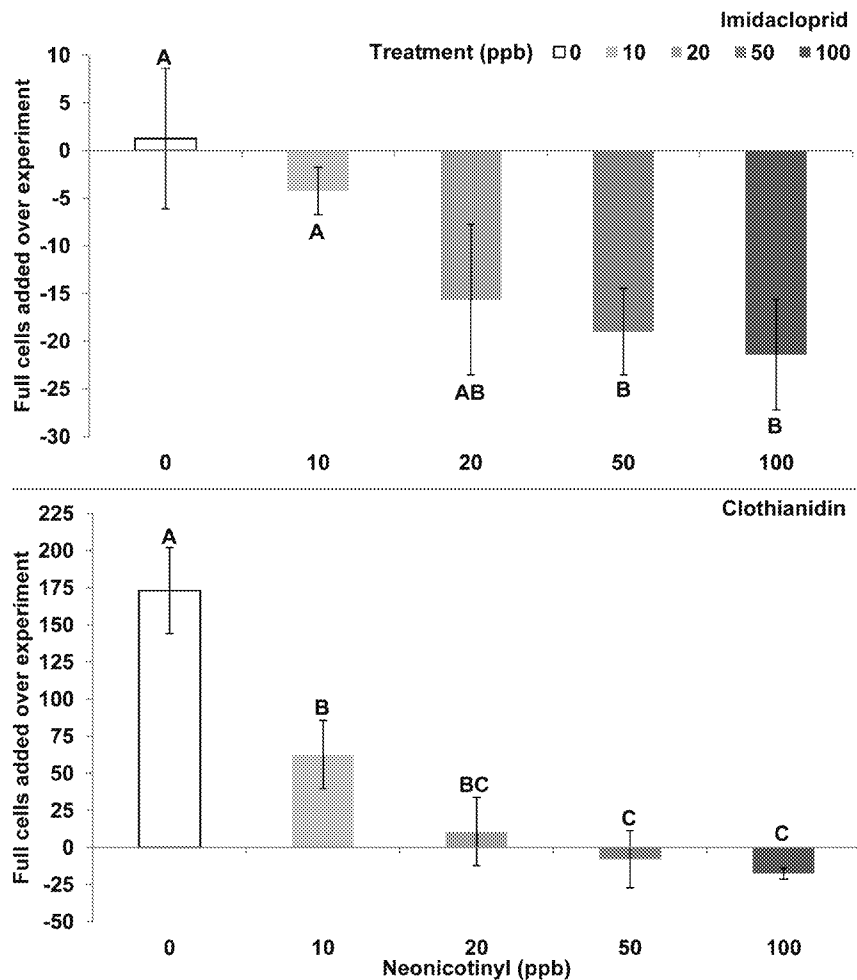 Imidacloprid
Treatment (ppb) 0 10 20 50 100
Full cells added over experiment
10
5
0
-5
-10
-15
-20
-25
-30
A
A
AB
B
B
0 10 20 50 100
Clothianidin
Full cells added over experiment
225
200
175
150
125
100
75
50
25
0
-25
-50
A
B
BC
C
C
0 10 20 50 100
Neonicotinyl (ppb)